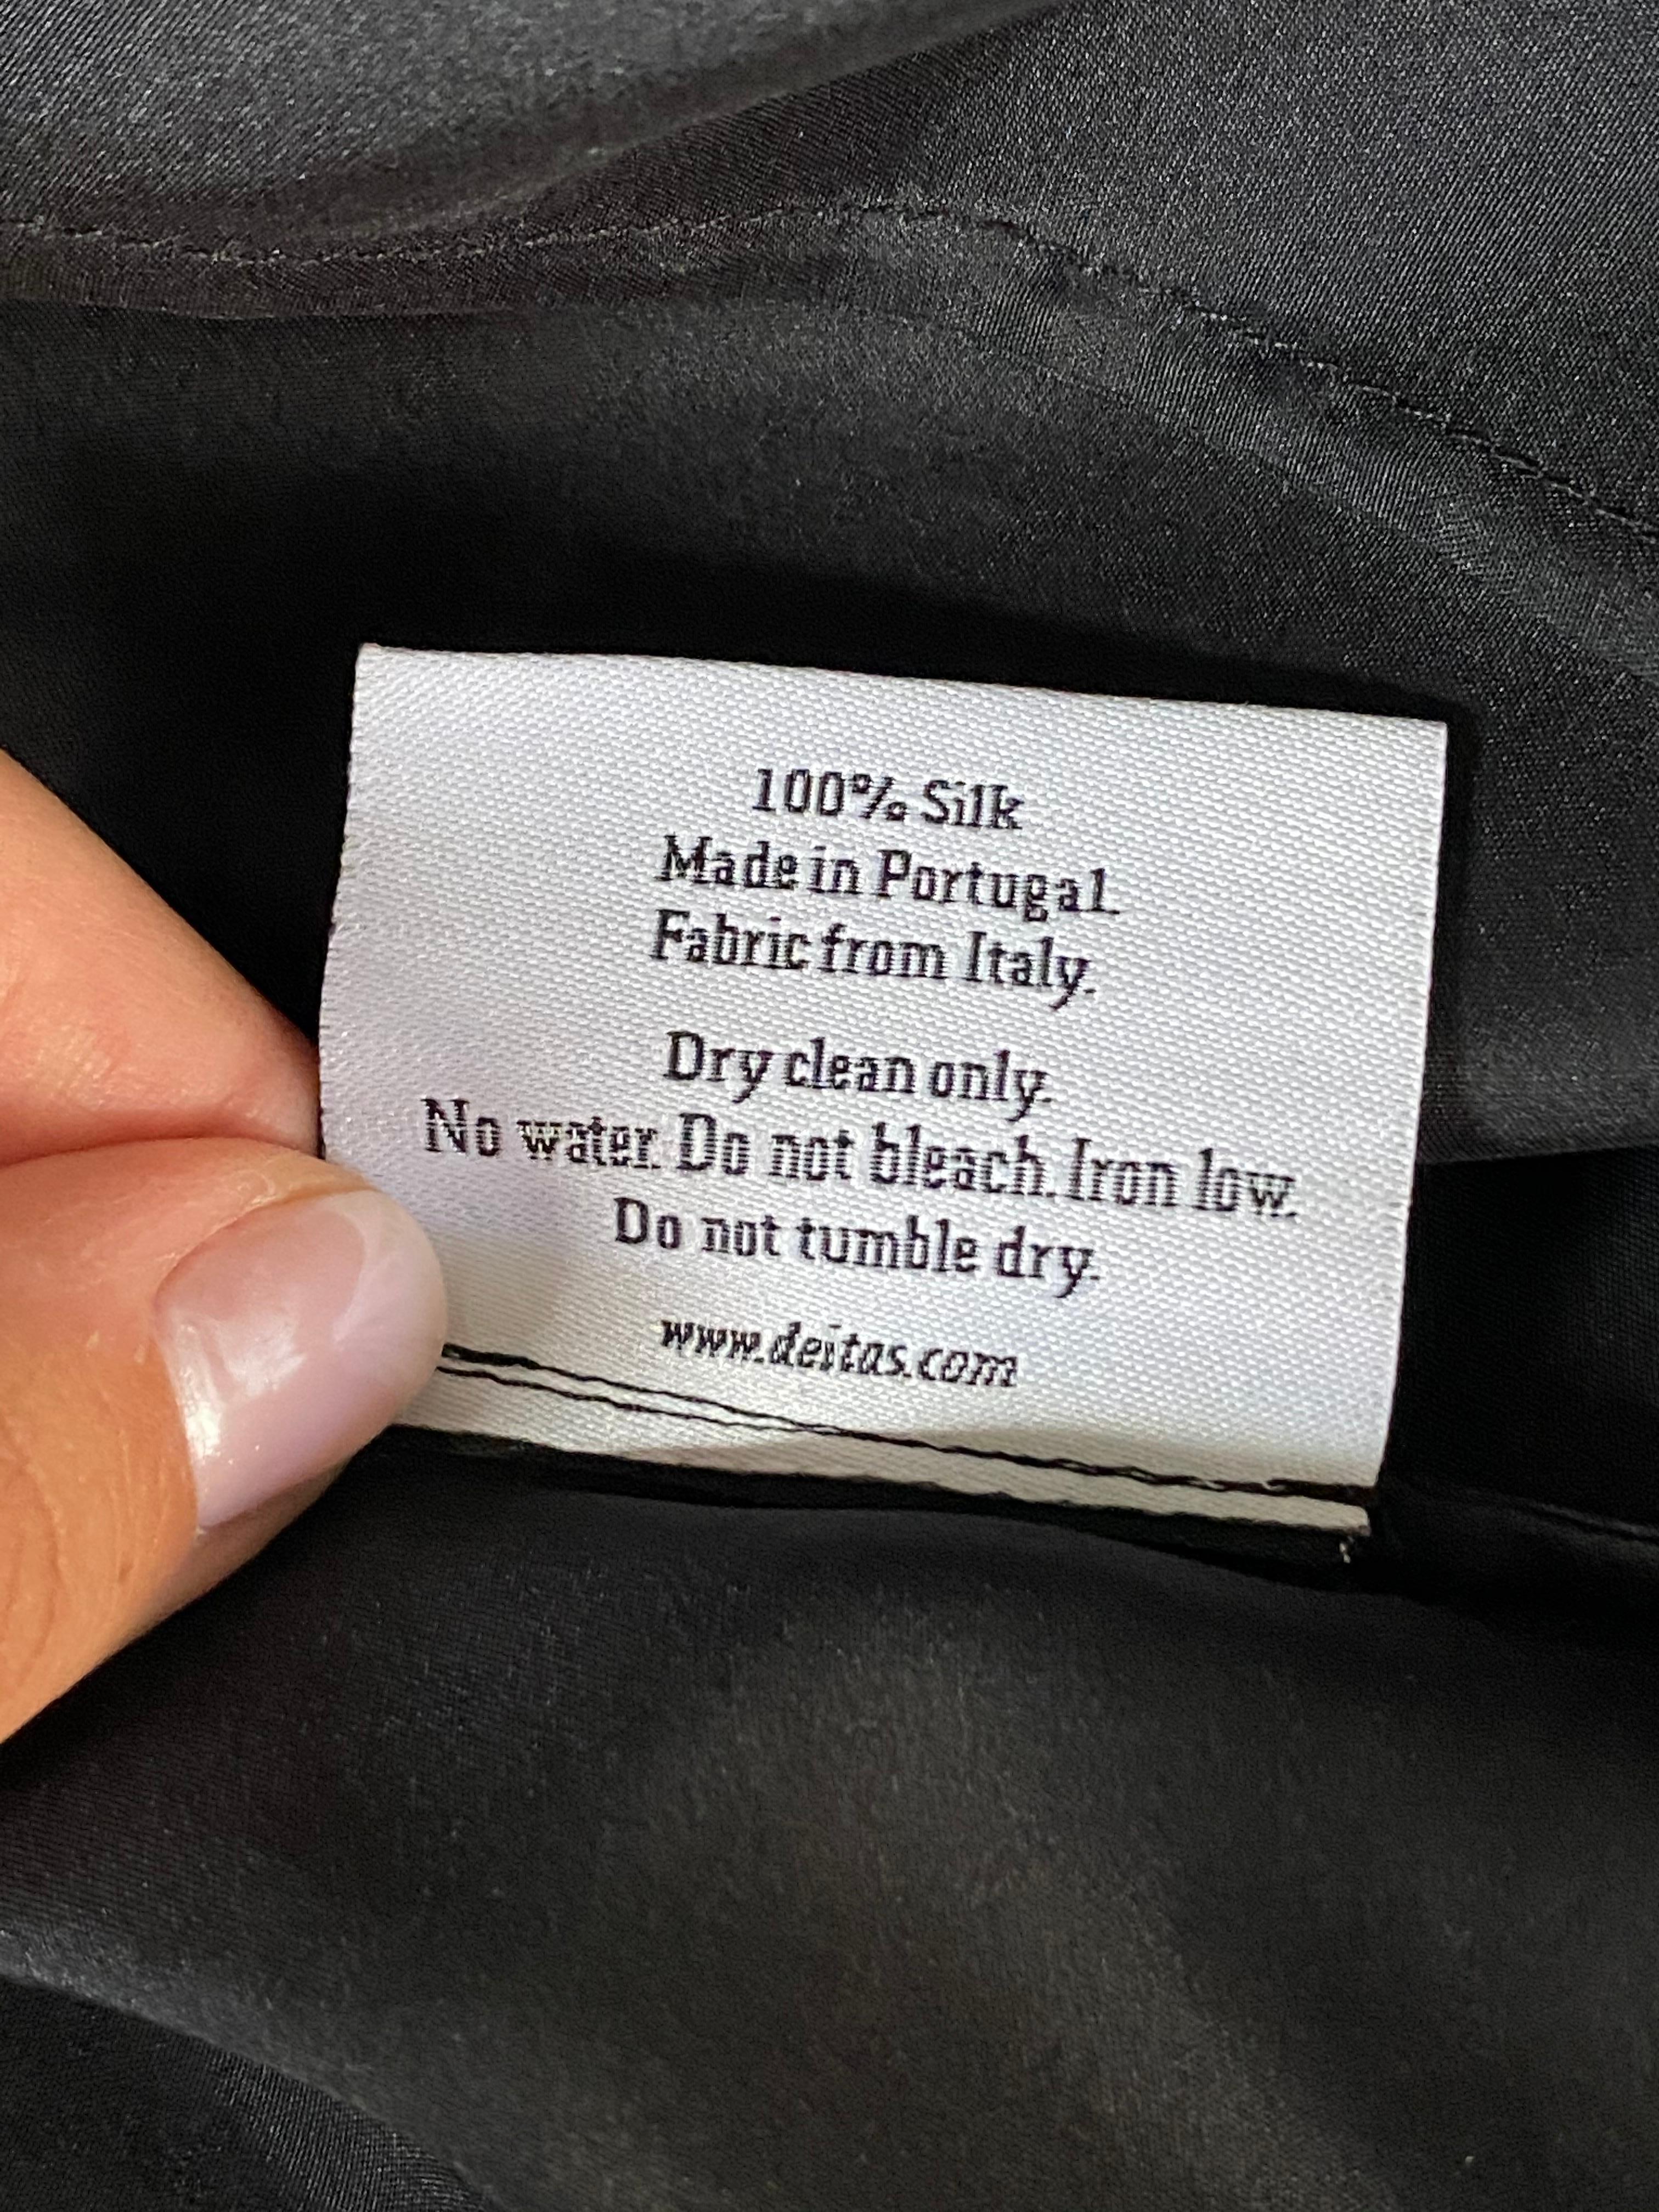 100% Silk
Made in Portugal.
Fabric from Italy.
Dry clean only.
No water. Do not bleach. Iron low.
Do not tumble dry.
www.deitas.com